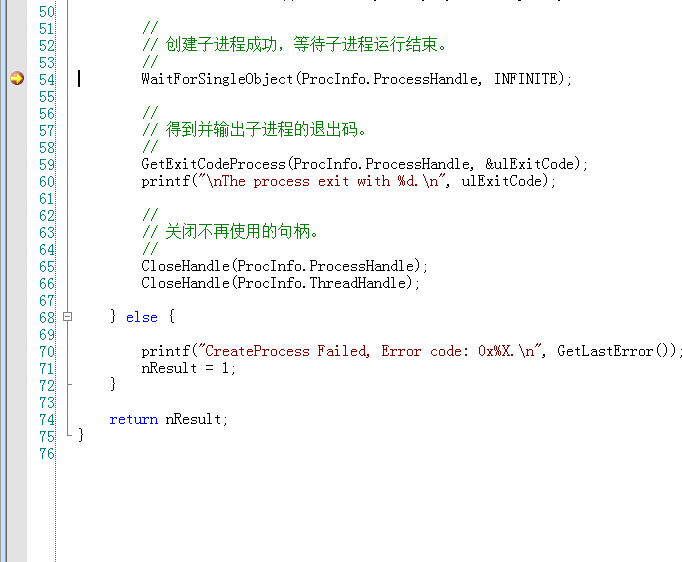 50
51 //
52 // 创建子进程成功，等待子进程运行结束。
53 //
54 WaitForSingleObject(ProcInfo.ProcessHandle, INFINITE);
55
56 //
57 // 得到并输出子进程的退出码。
58 //
59 GetExitCodeProcess(ProcInfo.ProcessHandle, &ulExitCode);
60 printf("\nThe process exit with %d.\n", ulExitCode);
61
62 //
63 // 关闭不再使用的句柄。
64 //
65 CloseHandle(ProcInfo.ProcessHandle);
66 CloseHandle(ProcInfo.ThreadHandle);
67
68 } else {
69
70 printf("CreateProcess Failed, Error code: 0x%X.\n", GetLastError());
71 nResult = 1;
72 }
73
74 return nResult;
75 }
76